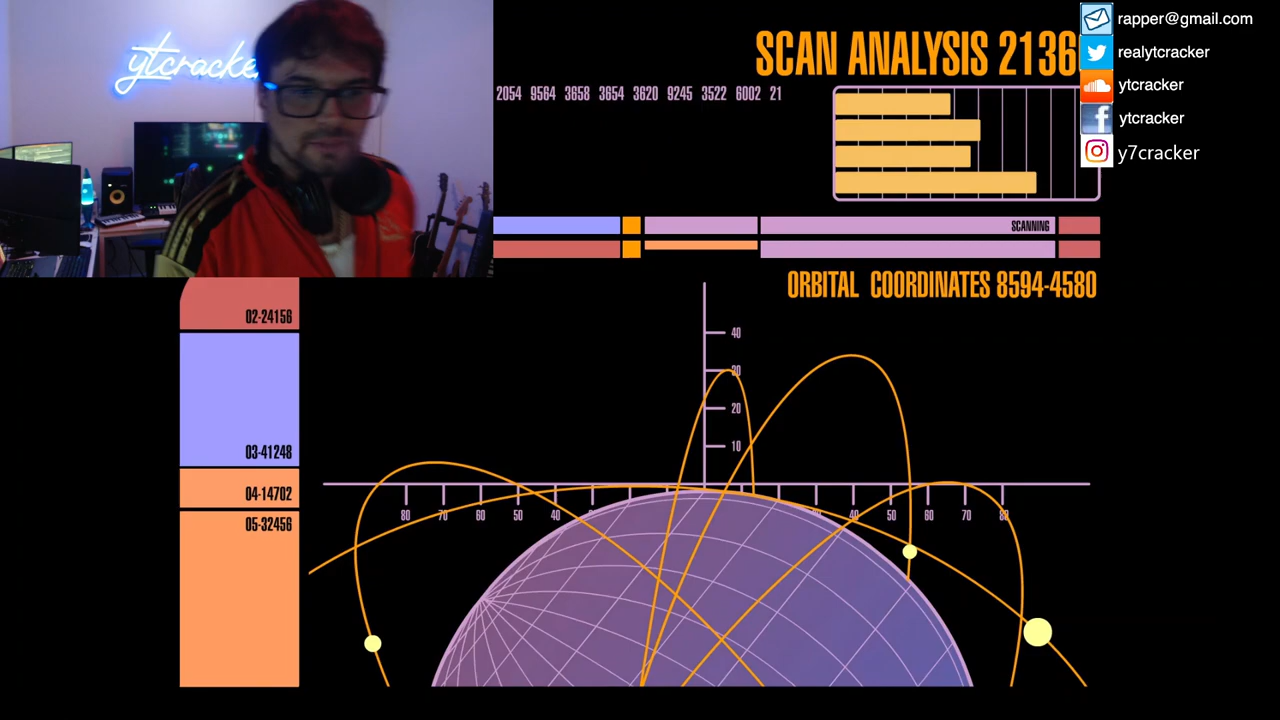 ytcracker
SCAN ANALYSIS 2136
2054 9564 3658 3654 3620 9245 3522 6002 21
SCANNING
ORBITAL COORDINATES 8594-4580
rapper@gmail.com
realytcracker
ytcracker
f ytcracker
y7cracker
02-24156
03-41248
04-14702
05-32456
40
30
20
10
80 70 60 50 40 50 60 70 80